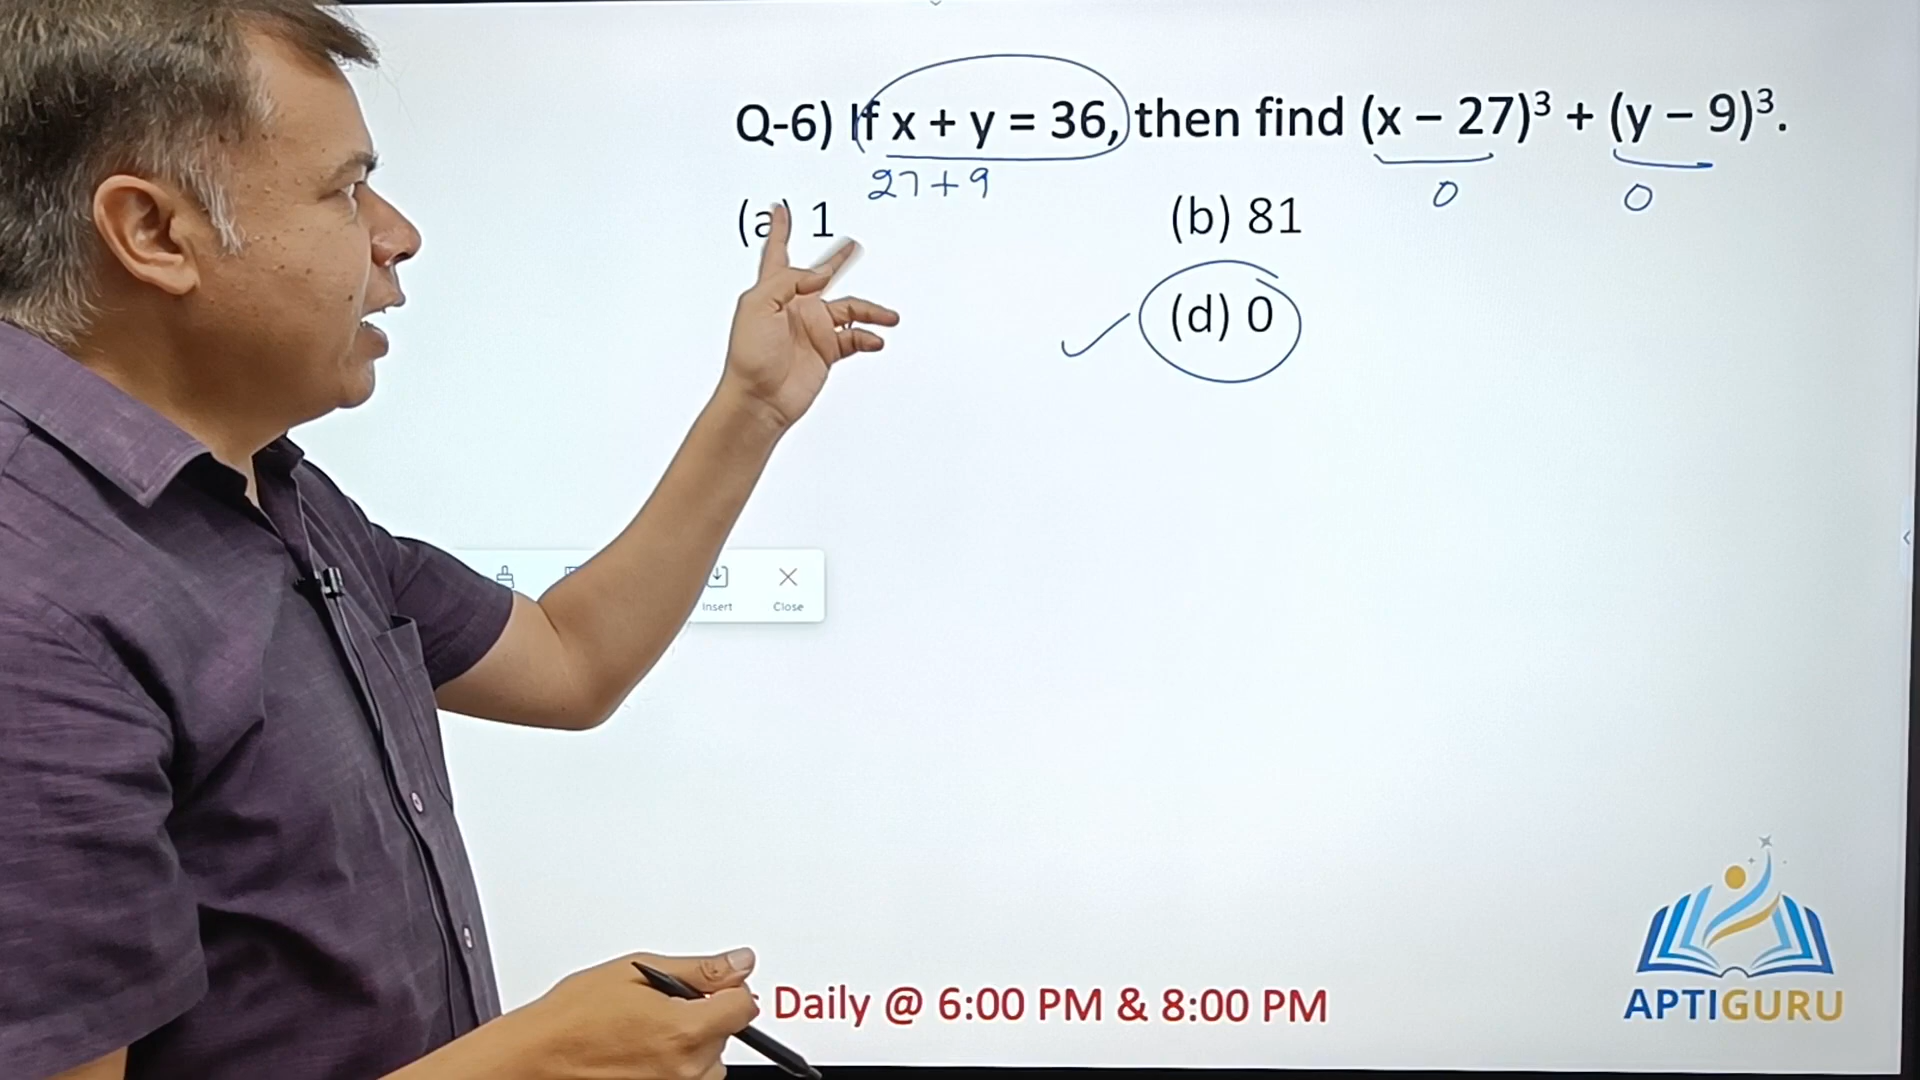 Q-6) If x + y = 36, then find (x – 27)³ + (y – 9)³.
27+9
0
0
(a) 1
(b) 81
(d) 0
Insert
Close
Daily @ 6:00 PM & 8:00 PM
APTIGURU